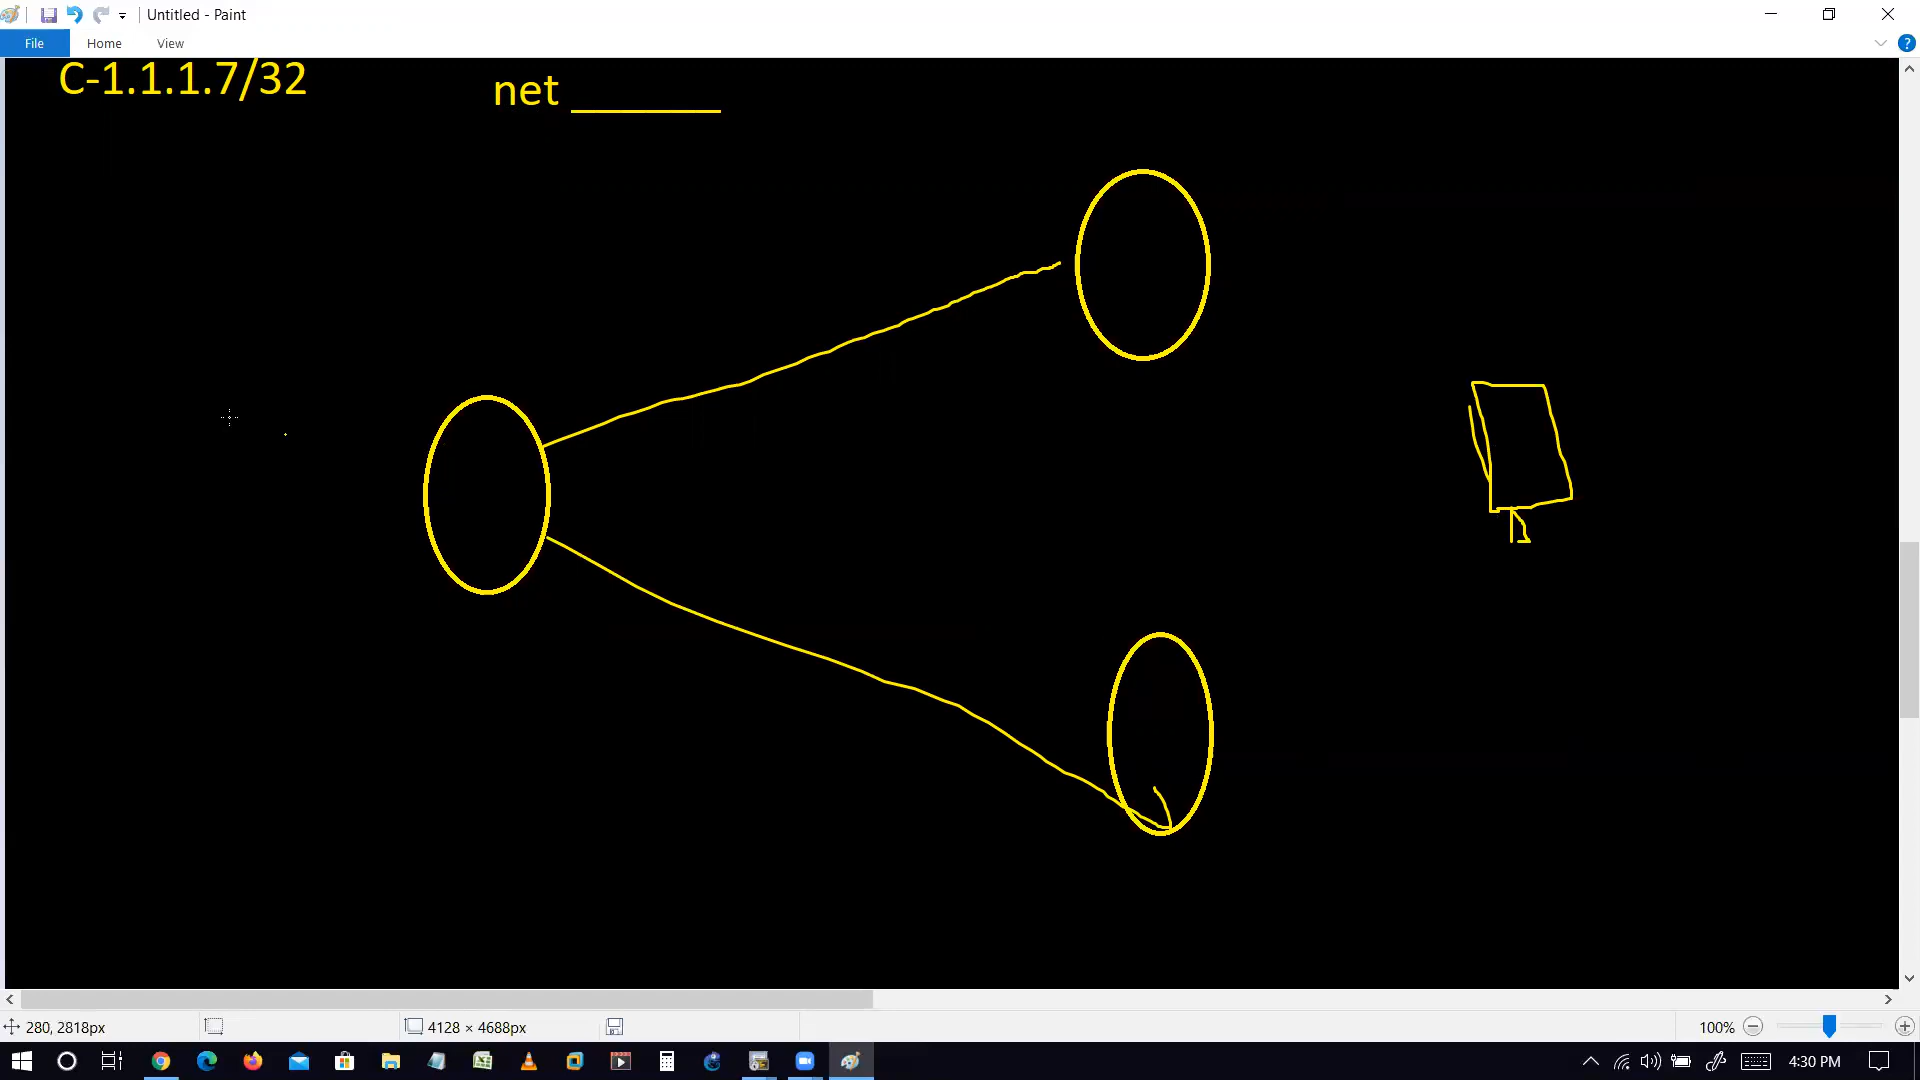 Untitled - Paint
File Home View
C-1.1.1.7/32
net ______
280, 2818px
4128 × 4688px
100%
4:30 PM